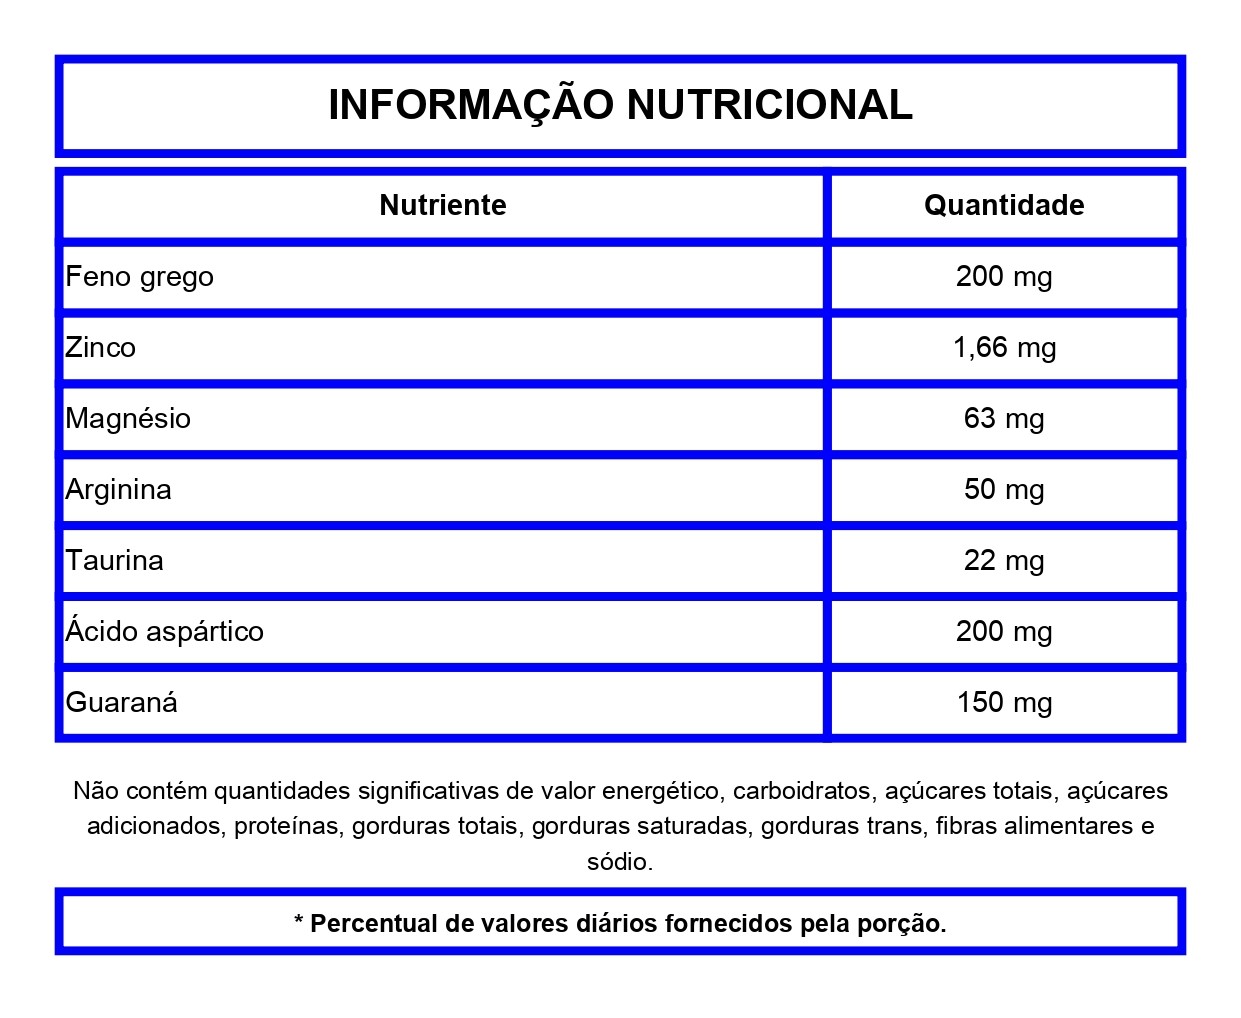 INFORMAÇÃO NUTRICIONAL
Nutriente Quantidade
Feno grego 200 mg
Zinco 1,66 mg
Magnésio 63 mg
Arginina 50 mg
Taurina 22 mg
Ácido aspártico 200 mg
Guaraná 150 mg
Não contém quantidades significativas de valor energético, carboidratos, açúcares totais, açúcares
adicionados, proteínas, gorduras totais, gorduras saturadas, gorduras trans, fibras alimentares e
sódio.
* Percentual de valores diários fornecidos pela porção.